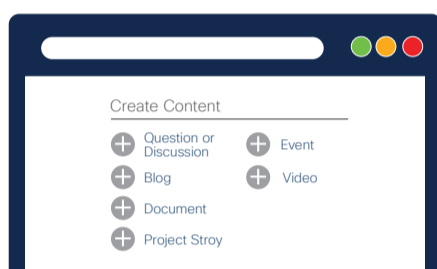 Create Content
Question or
Discussion
Blog
Document
Project Stroy
Event
Video